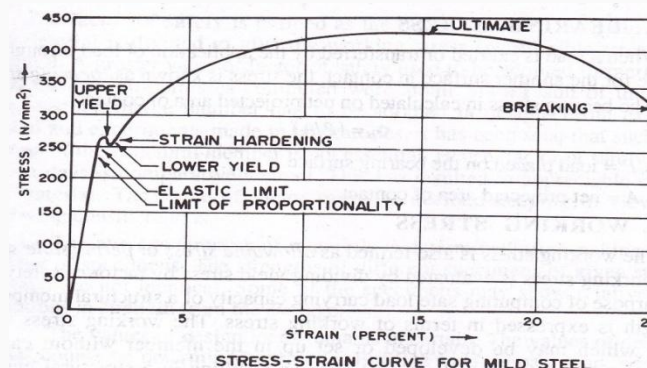 450
400
350
300
250
200
150
100
50
0
STRESS (N/mm²)
UPPER
YIELD
ULTIMATE
BREAKING
STRAIN HARDENING
LOWER YIELD
ELASTIC LIMIT
LIMIT OF PROPORTIONALITY
0
5
10
15
20
STRAIN (PERCENT)
STRESS-STRAIN CURVE FOR MILD STEEL